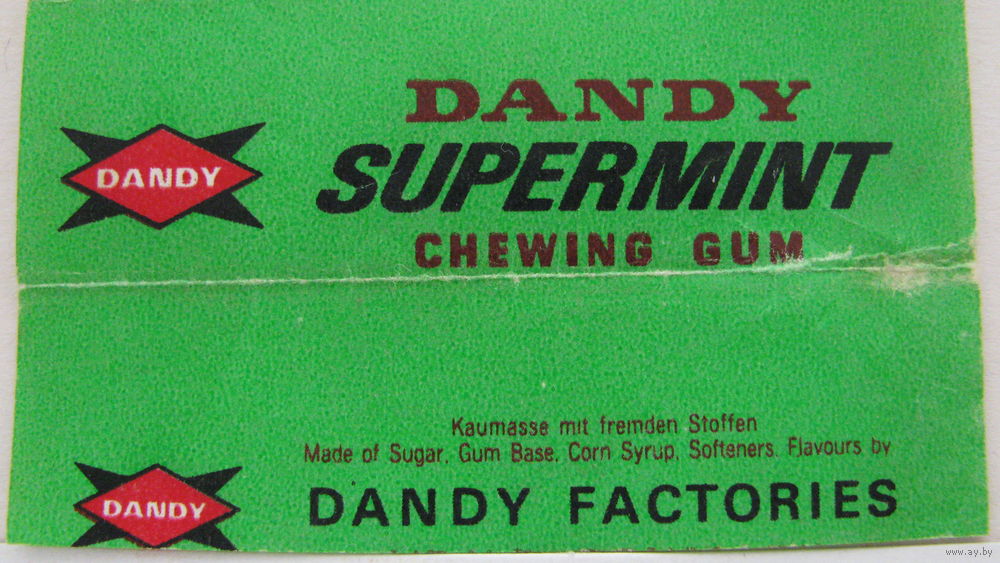 DANDY
DANDY
SUPERMINT
CHEWING GUM
Kaumasse mit fremden Stoffen
Made of Sugar, Gum Base, Corn Syrup, Softeners, Flavours by
DANDY
DANDY FACTORIES
www.ay.by